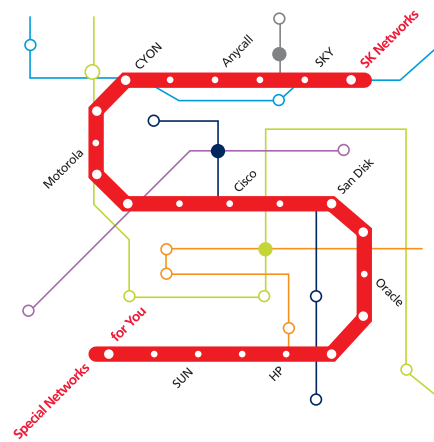 CYON
Anycall
SKY
SK Networks
Motorola
Cisco
San Disk
Oracle
for You
Special Networks
SUN
HP